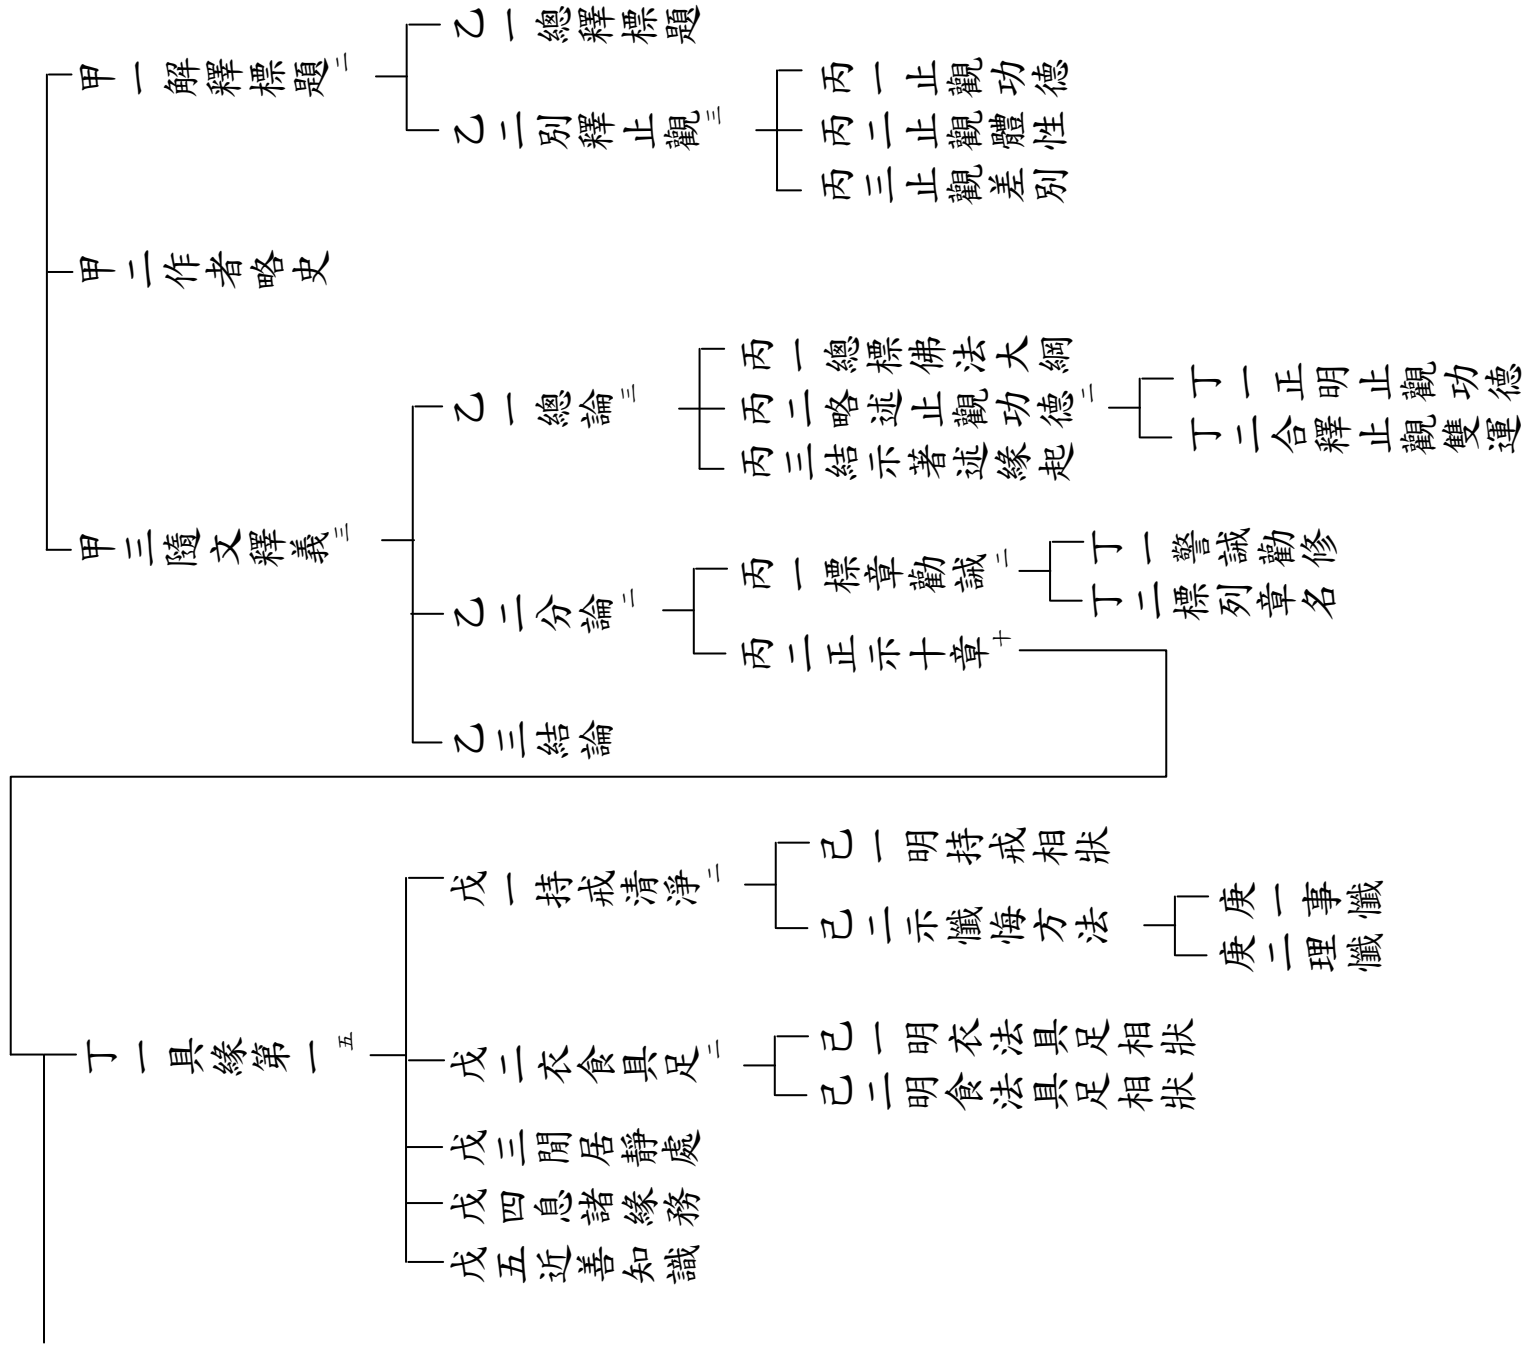 甲一解釋標題二
乙一總釋標題
乙二別釋止觀三
丙一止觀功德
丙二止觀體性
丙三止觀差別
甲二作者略史
甲三隨文釋義三
乙一總論三
丙一總標佛法大綱
丙二略述止觀功德二
丁一正明止觀功德
丁二合釋止觀雙運
丙三結示著述緣起
乙二分論二
丙一標章勸誡二
丁一警誡勸修
丁二標列章名
丙二正示十章十
乙三結論
丁一具緣第一五
戊一持戒清淨二
己一明持戒相狀
己二示懺悔方法
庚一事懺
庚二理懺
戊二衣食具足二
己一明衣法具足相狀
己二明食法具足相狀
戊三閒居靜處
戊四息諸緣務
戊五近善知識